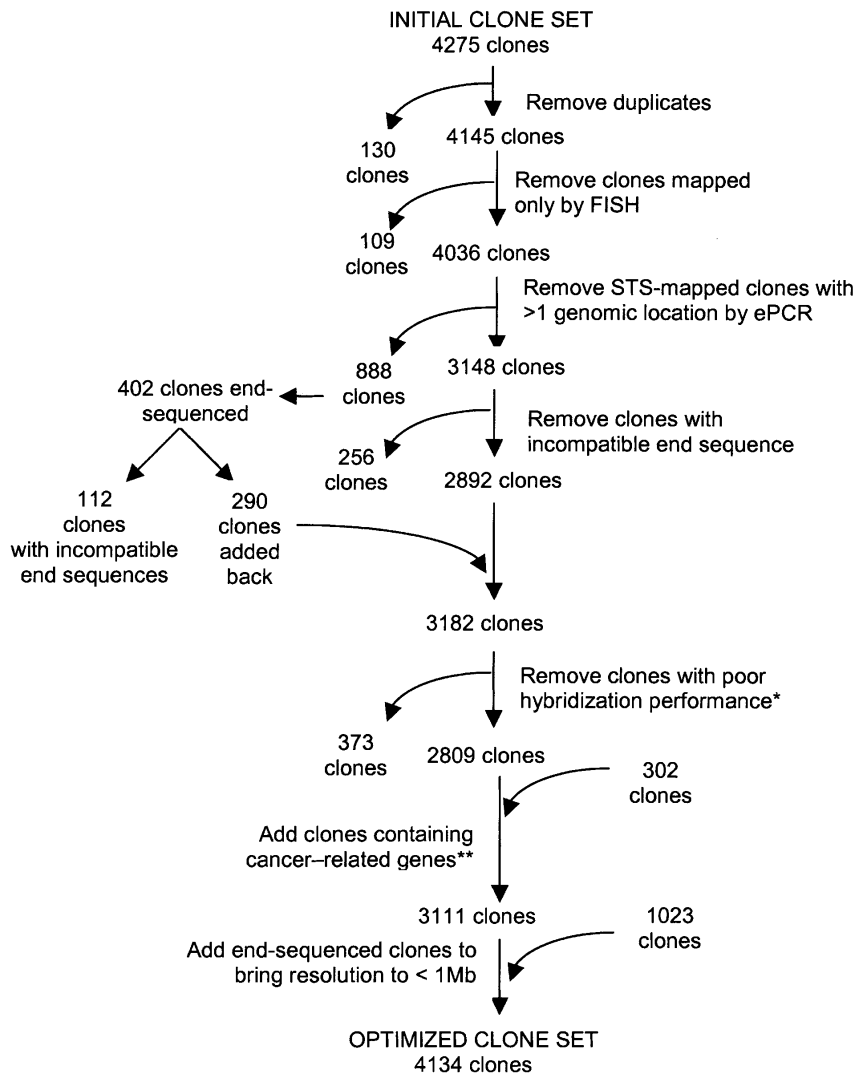 INITIAL CLONE SET
4275 clones
Remove duplicates
130
clones
4145 clones
Remove clones mapped
only by FISH
109
clones
4036 clones
Remove STS-mapped clones with
>1 genomic location by ePCR
888
clones
3148 clones
402 clones end-
sequenced
Remove clones with
incompatible end sequence
256
clones
2892 clones
112
clones
with incompatible
end sequences
290
clones
added
back
3182 clones
Remove clones with poor
hybridization performance*
373
clones
2809 clones
302
clones
Add clones containing
cancer–related genes**
3111 clones
1023
clones
Add end-sequenced clones to
bring resolution to < 1Mb
OPTIMIZED CLONE SET
4134 clones